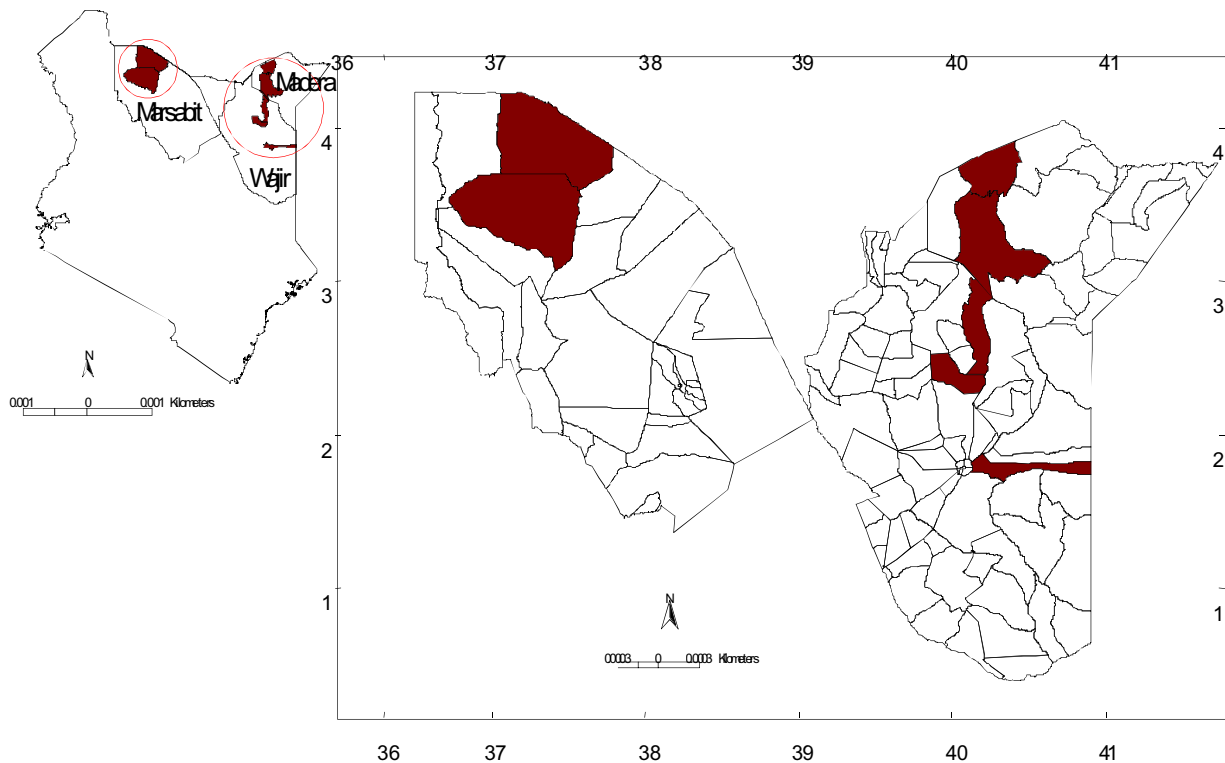 36 37 38 39 40 41
Madera
Marsabit
4 4
Wajir
3 3
N
0.001 0 0.001 Kilometers
2 2
1 1
N
0.0003 0 0.0003 Kilometers
36 37 38 39 40 41